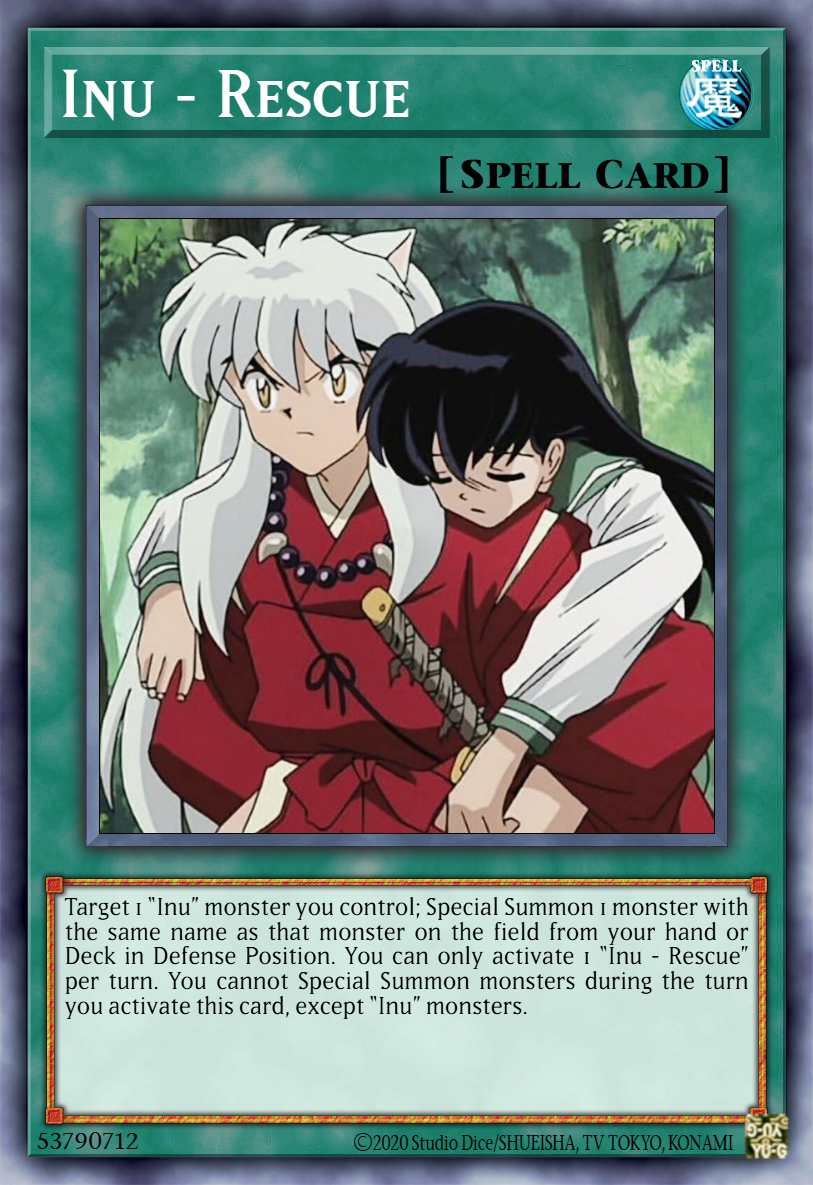 Inu - Rescue
SPELL
魔
[Spell Card]
Target 1 "Inu" monster you control; Special Summon 1 monster with
the same name as that monster on the field from your hand or
Deck in Defense Position. You can only activate 1 "Inu - Rescue"
per turn. You cannot Special Summon monsters during the turn
you activate this card, except "Inu" monsters.
53790712
©2020 Studio Dice/SHUEISHA, TV TOKYO, KONAMI
YU-G
YU-G